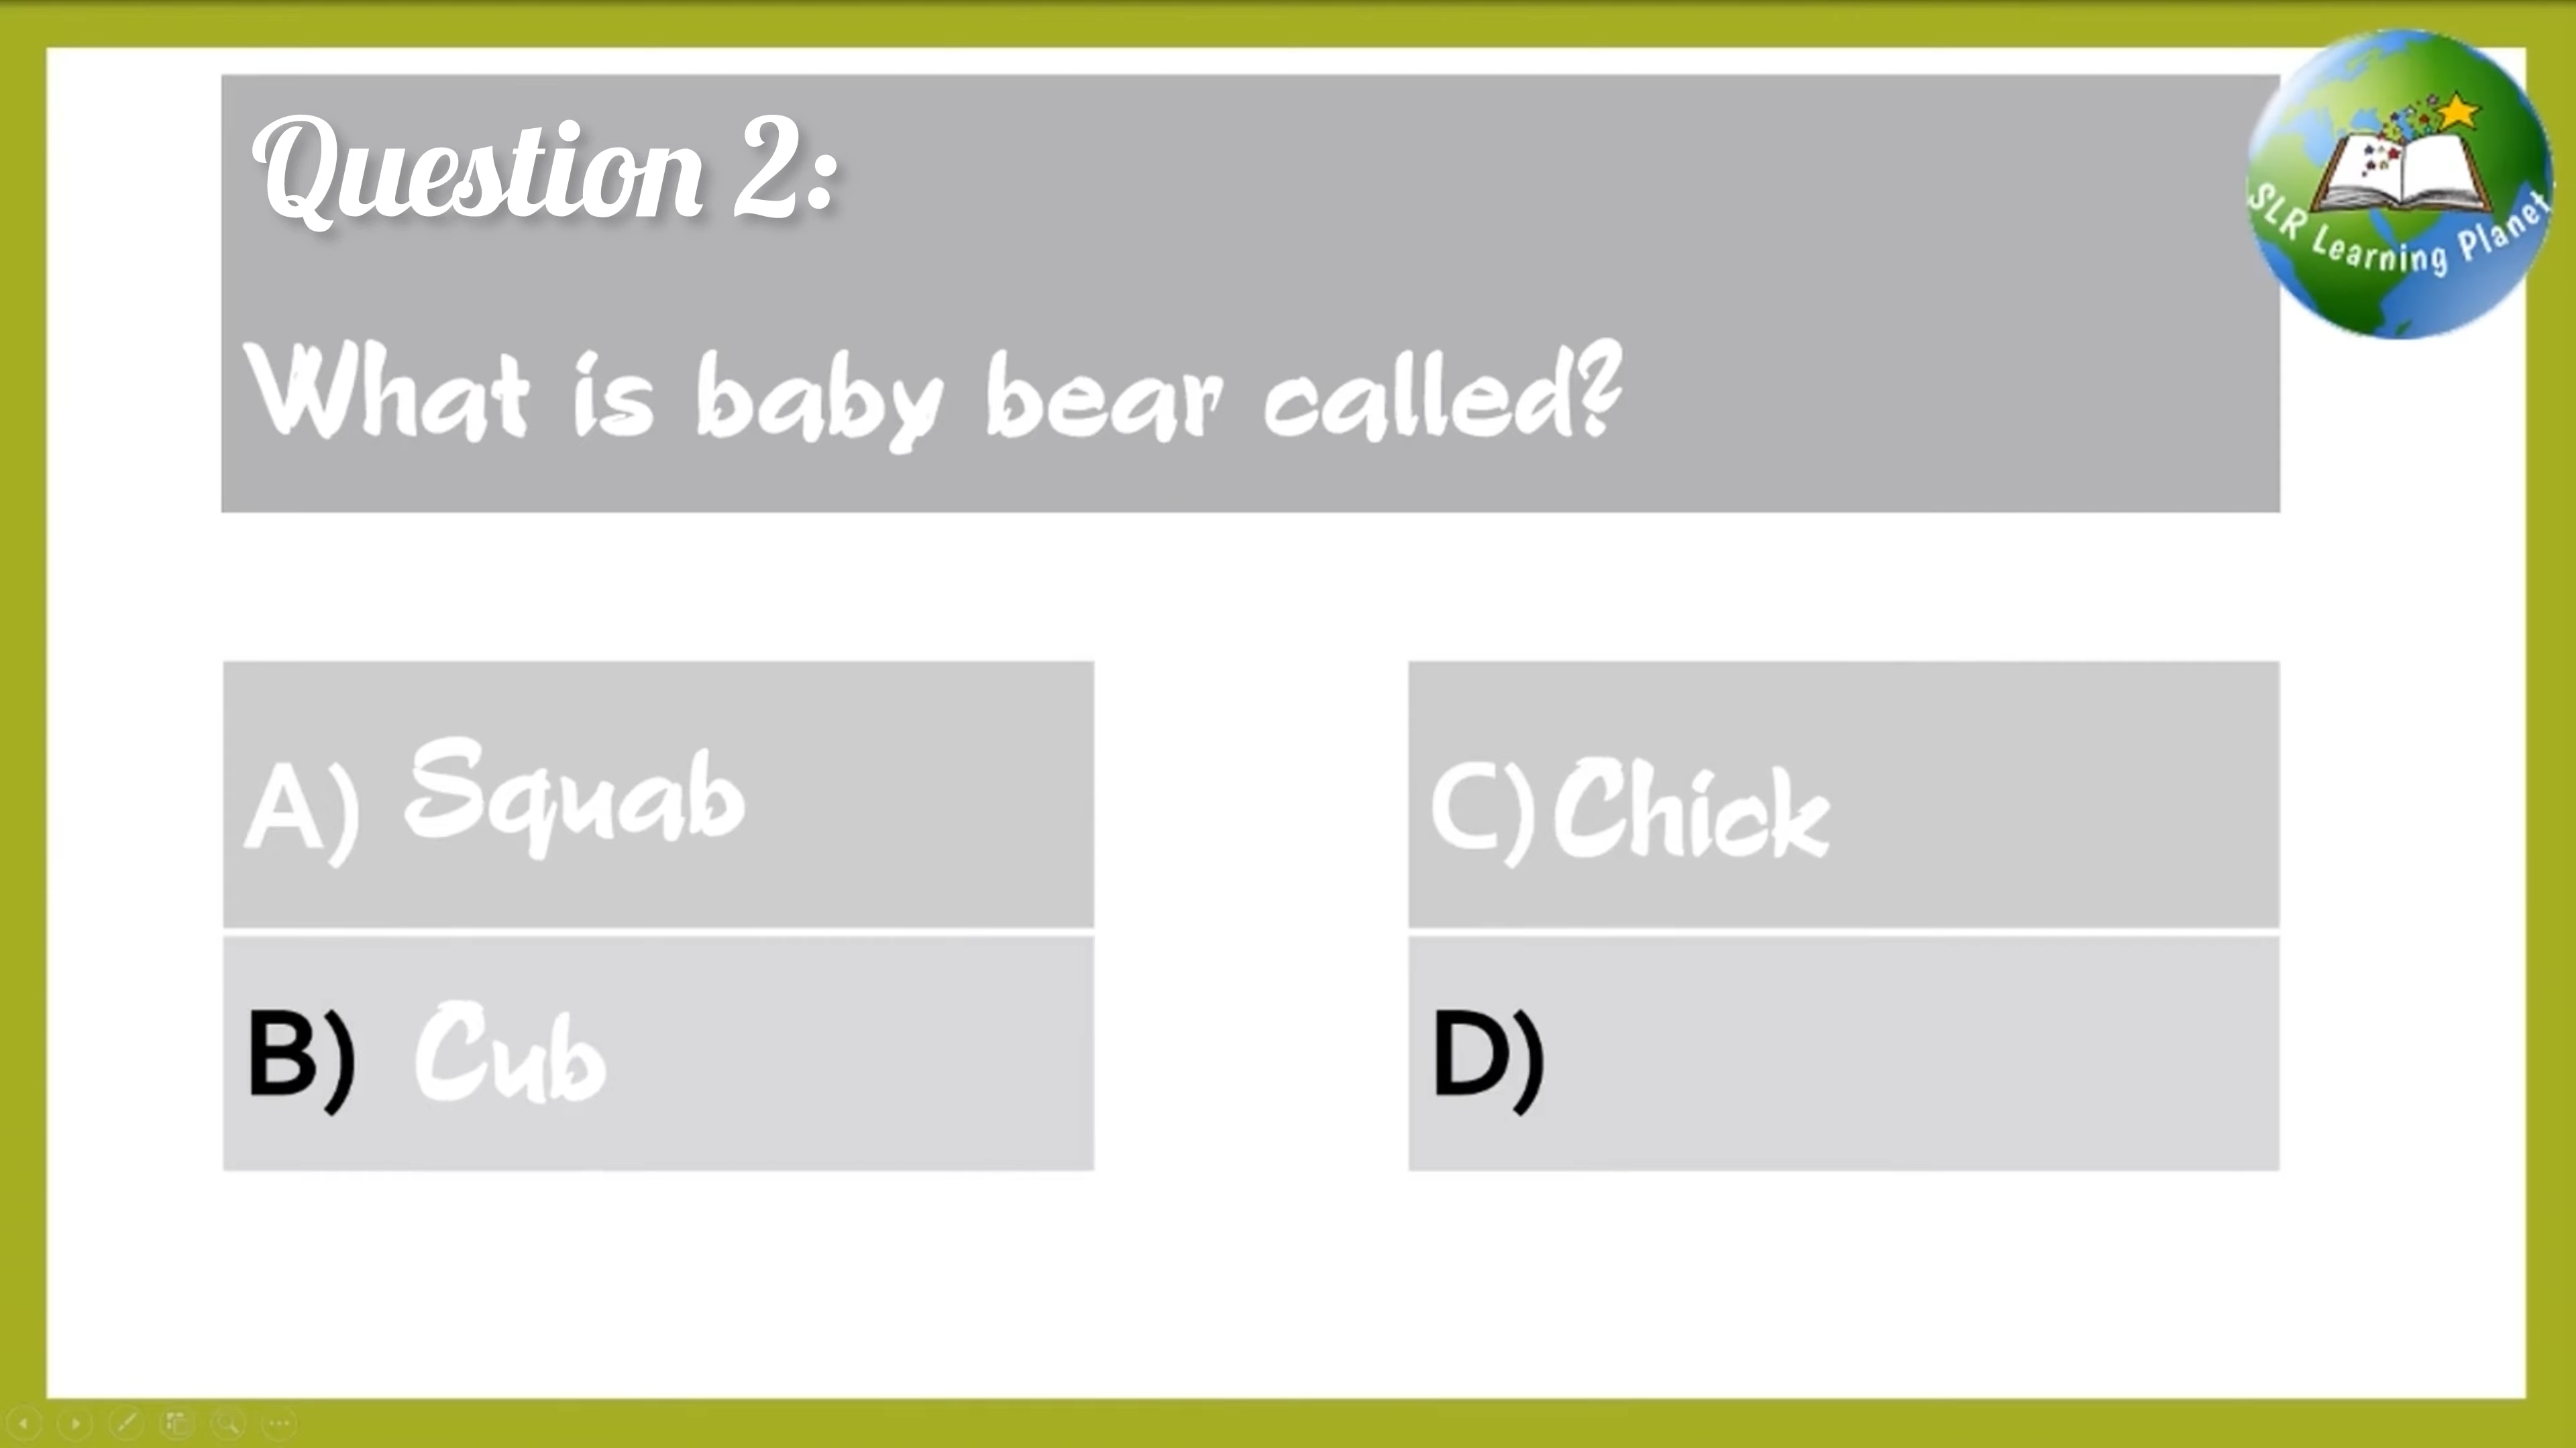 Question 2:
What is baby bear called?
A) Squab
B) Cub
C) Chick
D)
SLR Learning Planet